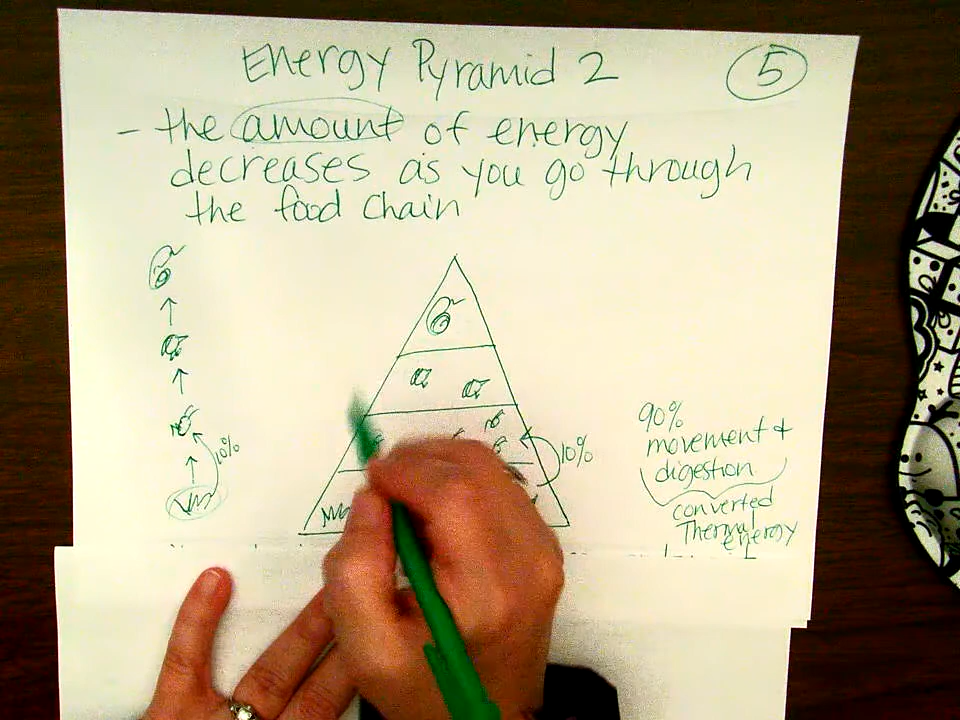 Energy Pyramid 2
5
- the amount of energy
decreases as you go through
the food chain
10%
10%
90%
movement +
digestion
converted
Thermal
energy